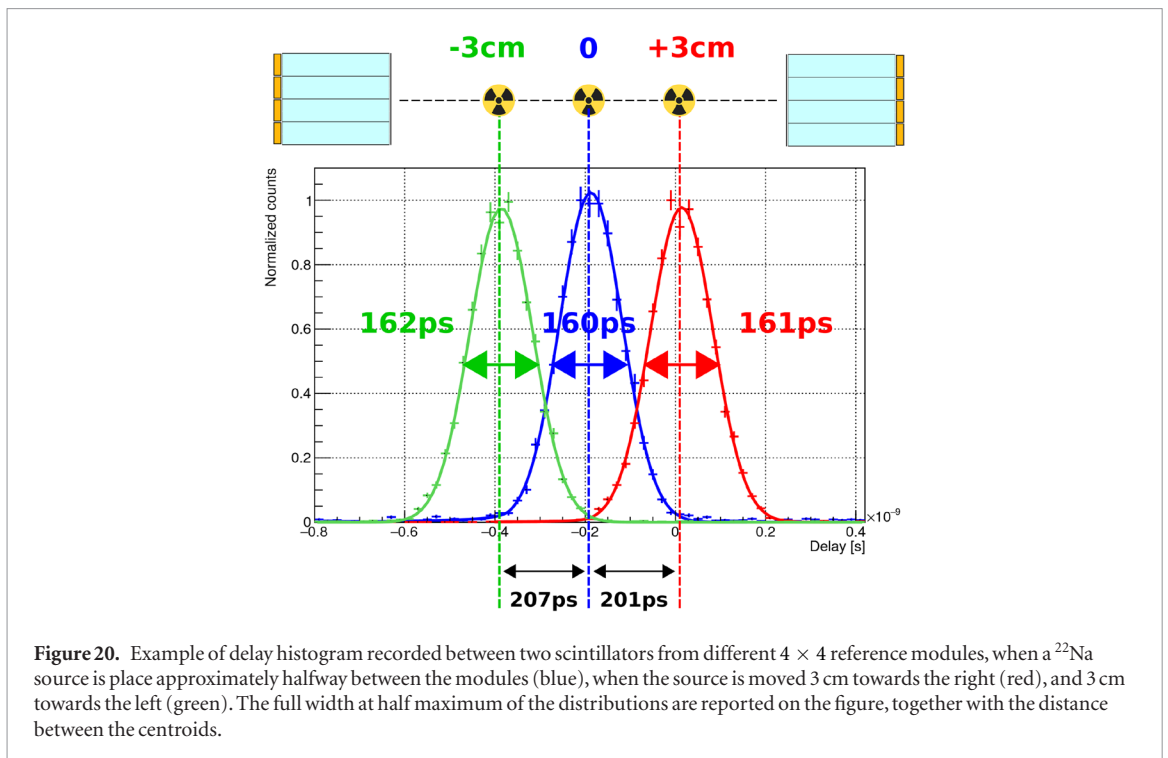 -3cm 0 +3cm
Normalized counts
1
0.8
0.6
0.4
0.2
0
162ps 160ps 161ps
−0.8 −0.6 −0.4 −0.2 0 0.2 0.4
×10⁻⁹
Delay [s]
207ps 201ps
Figure 20. Example of delay histogram recorded between two scintillators from different 4 × 4 reference modules, when a ²²Na
source is place approximately halfway between the modules (blue), when the source is moved 3 cm towards the right (red), and 3 cm
towards the left (green). The full width at half maximum of the distributions are reported on the figure, together with the distance
between the centroids.